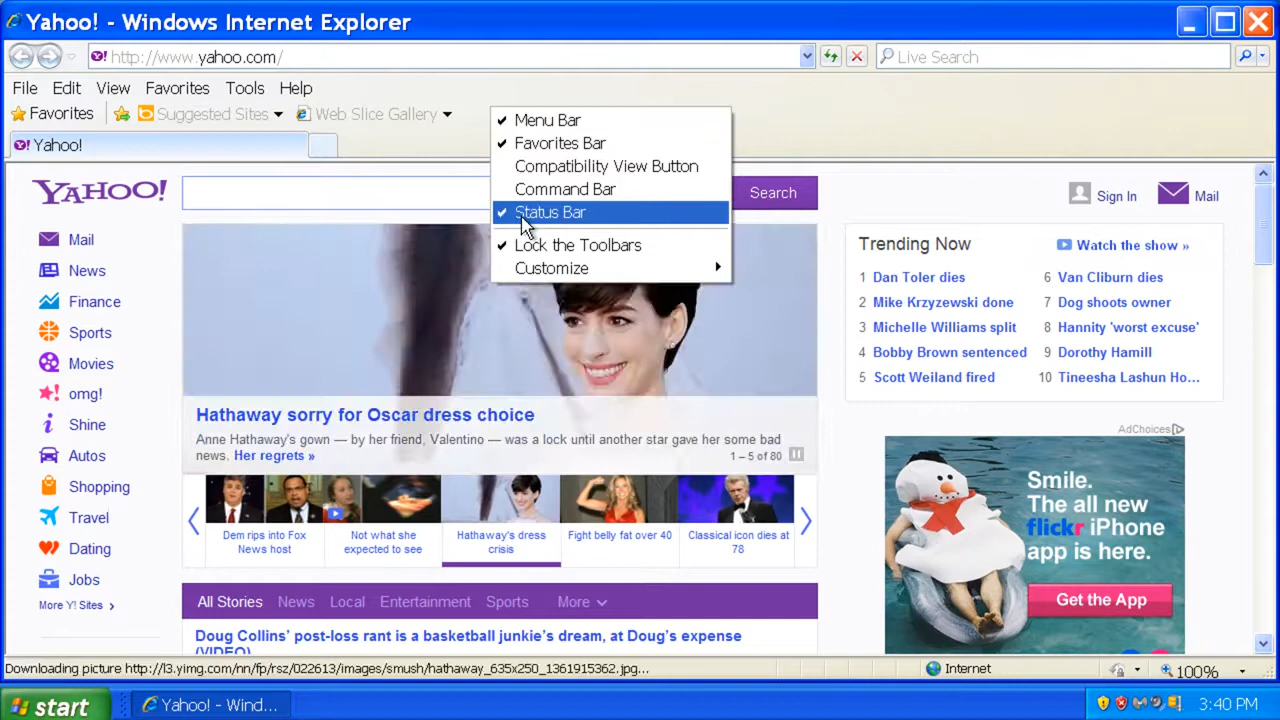 Yahoo! - Windows Internet Explorer
http://www.yahoo.com/
Live Search
File Edit View Favorites Tools Help
Favorites Suggested Sites Web Slice Gallery
Yahoo!
Menu Bar
Favorites Bar
Compatibility View Button
Command Bar
Status Bar
Lock the Toolbars
Customize
YAHOO!
Search
Sign In
Mail
Mail
News
Finance
Sports
Movies
omg!
Shine
Autos
Shopping
Travel
Dating
Jobs
More Y! Sites >
Hathaway sorry for Oscar dress choice
Anne Hathaway's gown — by her friend, Valentino — was a lock until another star gave her some bad
news. Her regrets »
1 – 5 of 80
Dem rips into Fox
News host
Not what she
expected to see
Hathaway's dress
crisis
Fight belly fat over 40
Classical icon dies at
78
All Stories News Local Entertainment Sports More
Doug Collins' post-loss rant is a basketball junkie's dream, at Doug's expense
(VIDEO)
Trending Now
Watch the show »
1 Dan Toler dies
2 Mike Krzyzewski done
3 Michelle Williams split
4 Bobby Brown sentenced
5 Scott Weiland fired
6 Van Cliburn dies
7 Dog shoots owner
8 Hannity 'worst excuse'
9 Dorothy Hamill
10 Tineesha Lashun Ho...
AdChoices
Smile.
The all new
flickr iPhone
app is here.
Get the App
Downloading picture http://l3.yimg.com/nn/fp/rsz/022613/images/smush/hathaway_635x250_1361915362.jpg...
Internet
100%
start
Yahoo! - Wind...
3:40 PM